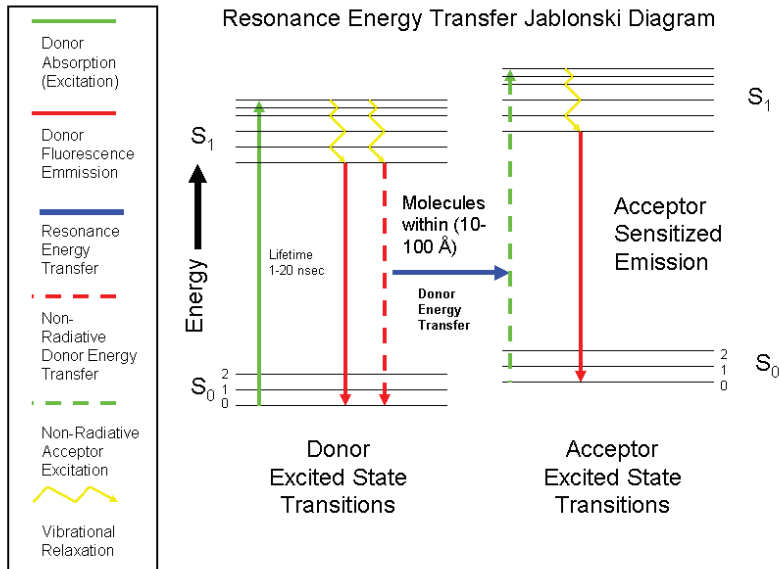 Resonance Energy Transfer Jablonski Diagram
Donor
Absorption
(Excitation)
Donor
Fluorescence
Emmission
Resonance
Energy
Transfer
Non-
Radiative
Donor Energy
Transfer
Non-Radiative
Acceptor
Excitation
Vibrational
Relaxation
S1
Energy
Lifetime
1-20 nsec
S0
2
1
0
Molecules
within (10-
100 Å)
Donor
Energy
Transfer
Donor
Excited State
Transitions
S1
Acceptor
Sensitized
Emission
2
1
0
S0
Acceptor
Excited State
Transitions